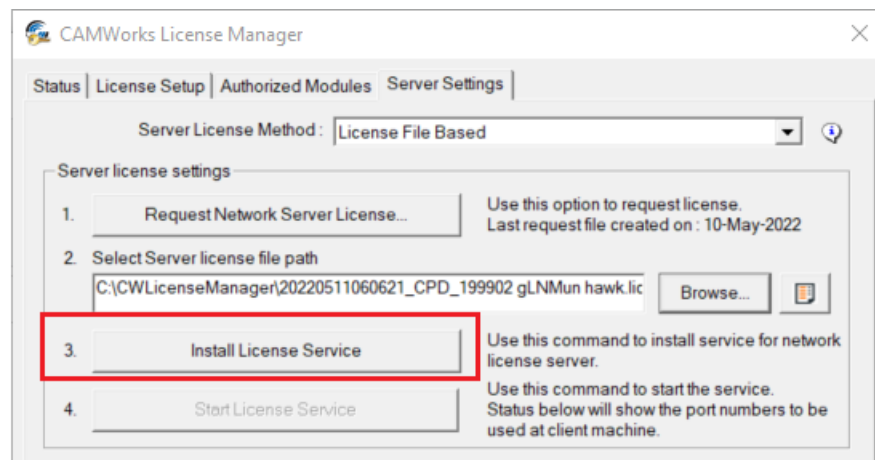 CAMWorks License Manager
Status License Setup Authorized Modules Server Settings
Server License Method : License File Based
Server license settings
1. Request Network Server License... Use this option to request license.
Last request file created on : 10-May-2022
2. Select Server license file path
C:\CWLicenseManager\20220511060621_CPD_199902 gLNMun hawk.lic Browse...
3. Install License Service Use this command to install service for network
license server.
4. Start License Service Use this command to start the service.
Status below will show the port numbers to be
used at client machine.